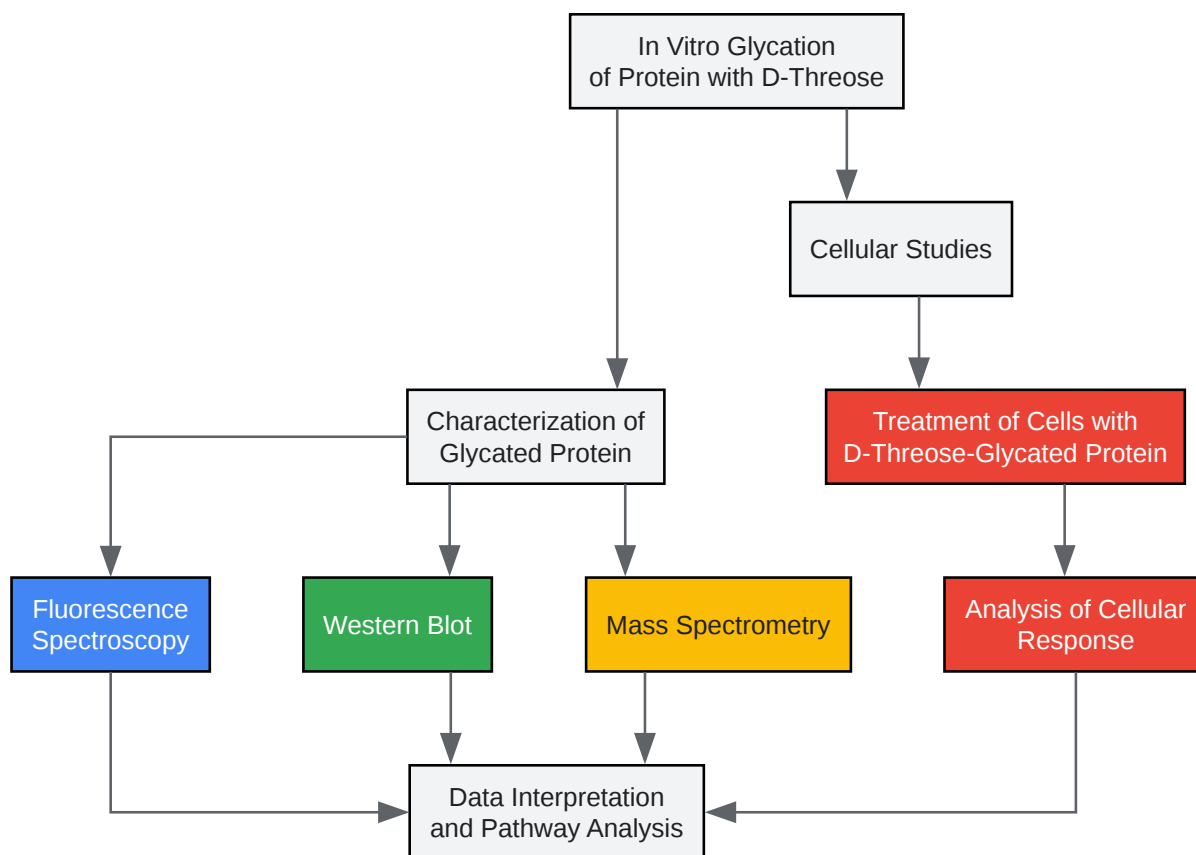 In Vitro Glycation
of Protein with D-Threose
Cellular Studies
Characterization of
Glycated Protein
Treatment of Cells with
D-Threose-Glycated Protein
Fluorescence
Spectroscopy
Western Blot
Mass Spectrometry
Analysis of Cellular
Response
Data Interpretation
and Pathway Analysis